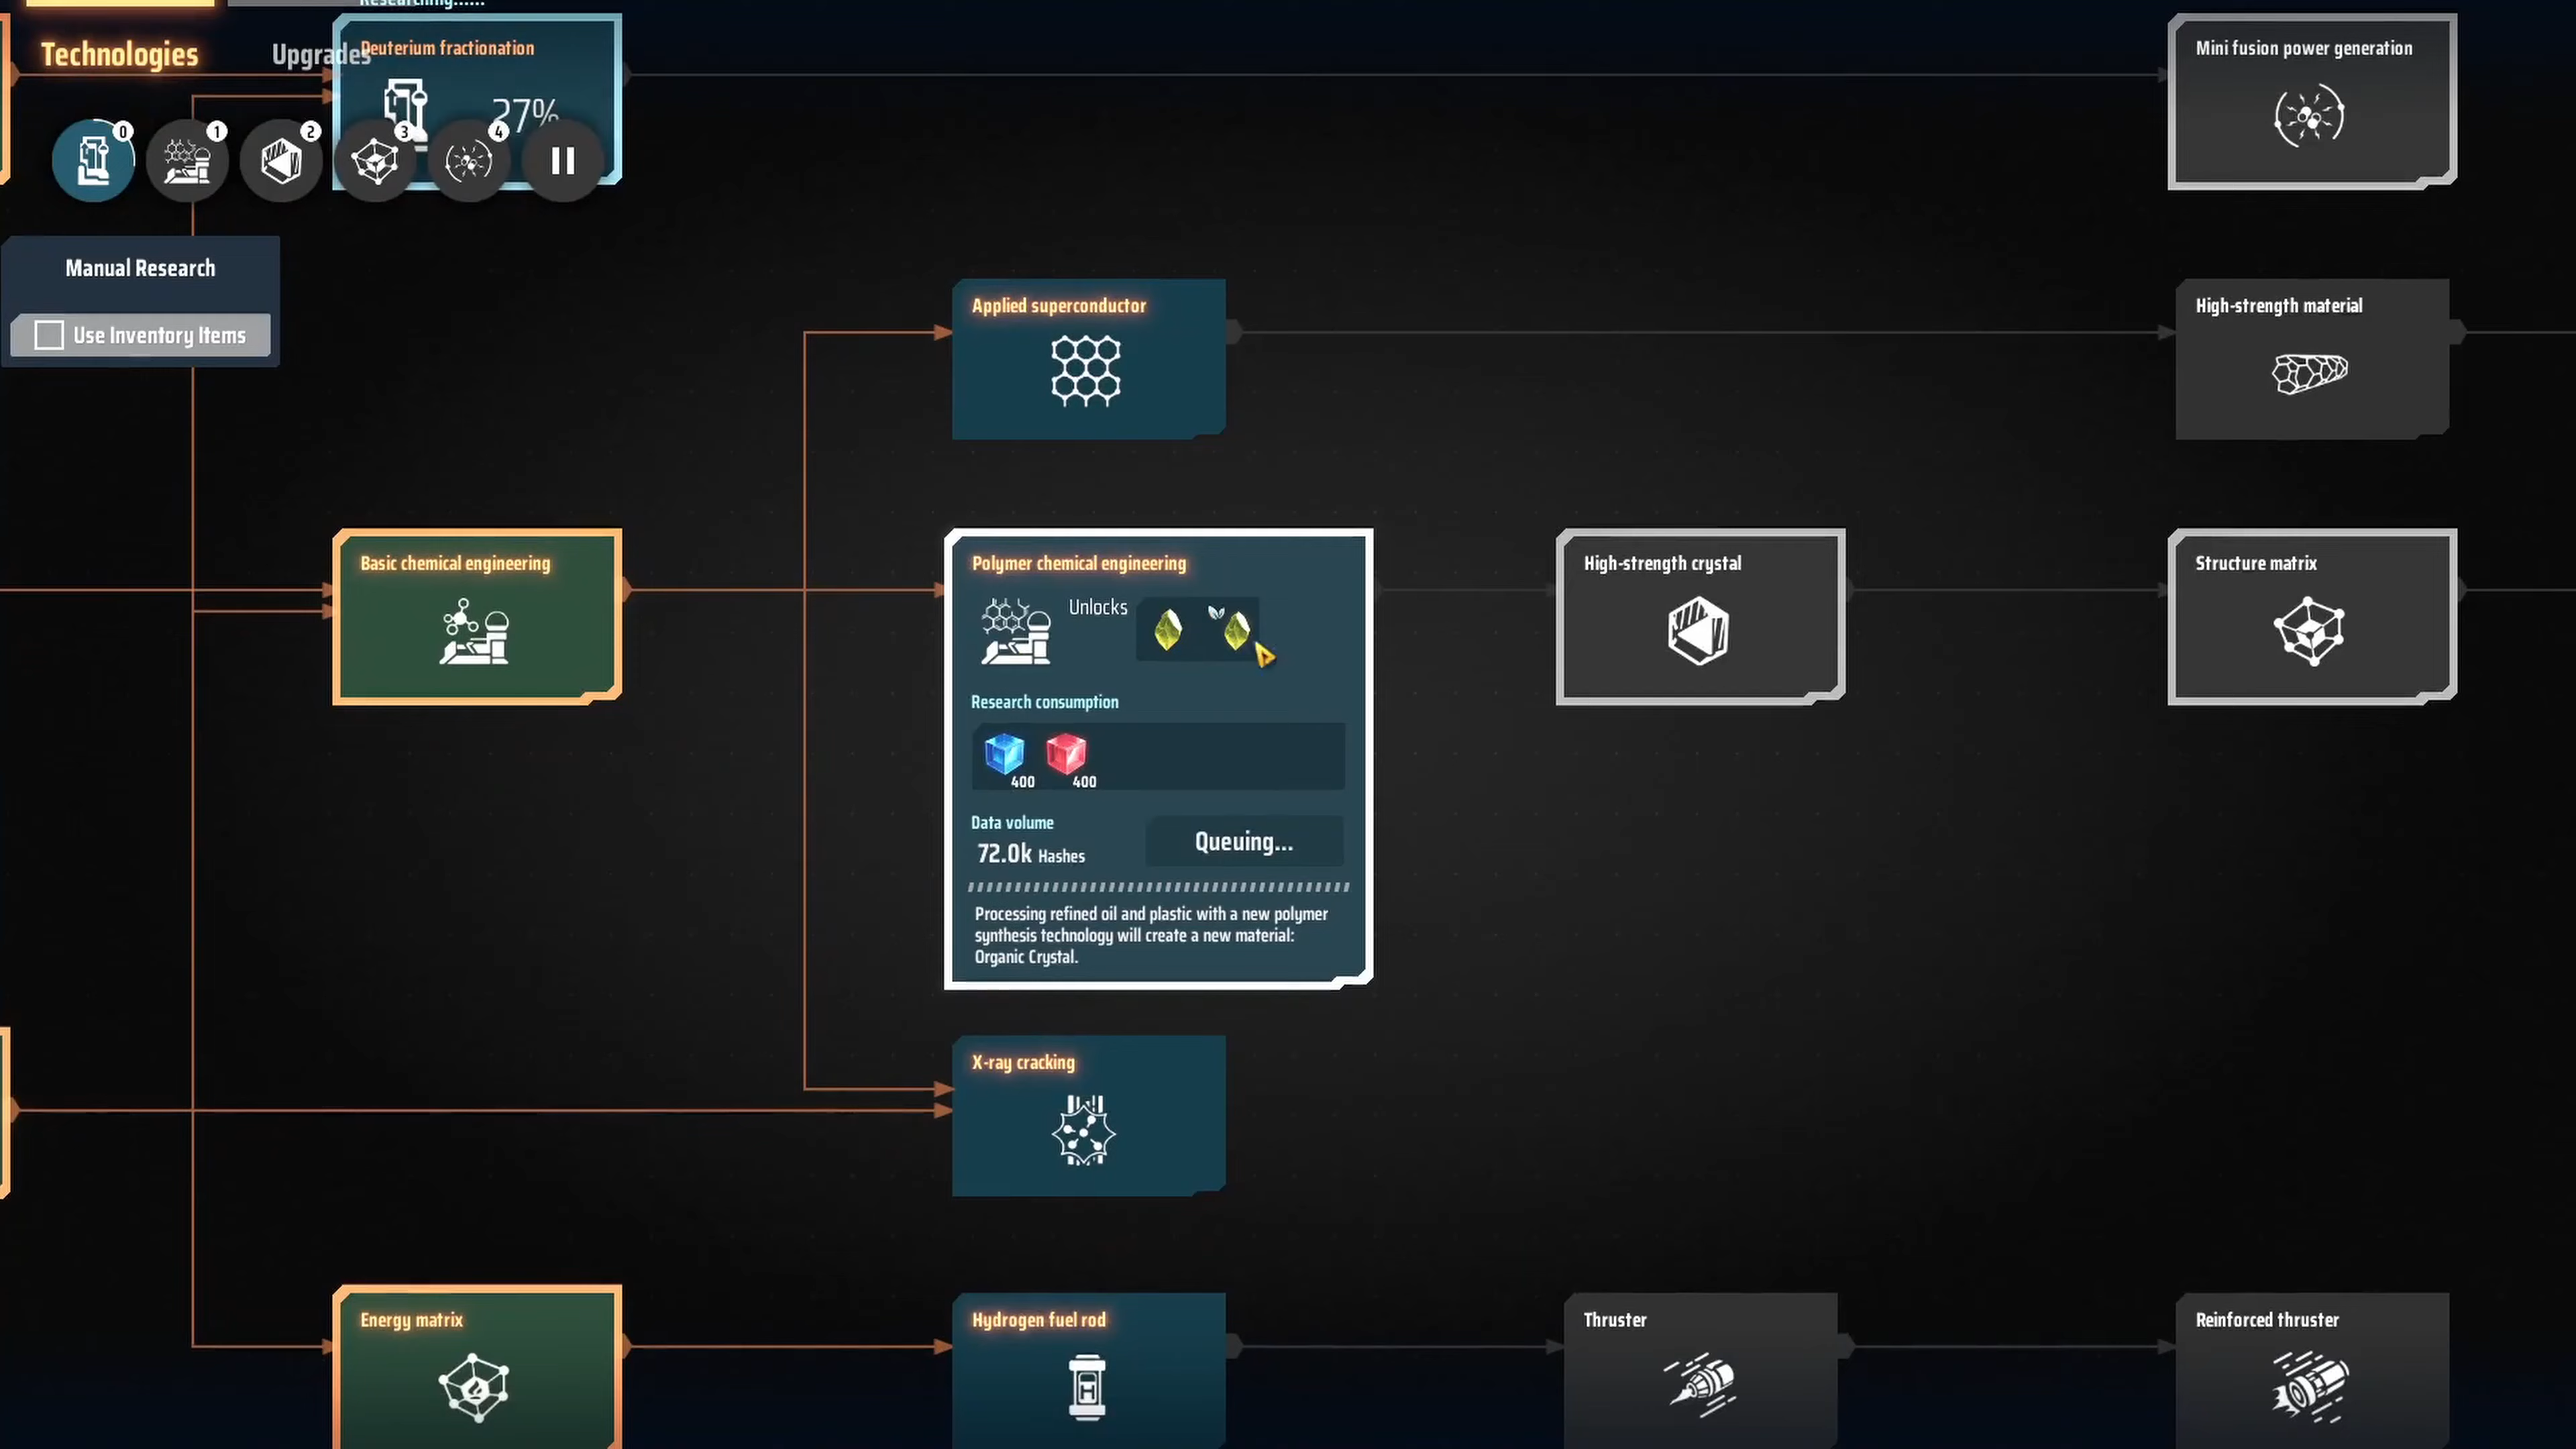 Researching......
Technologies
Upgrades
Deuterium fractionation
27%
Mini fusion power generation
0
1
2
3
4
Manual Research
Use Inventory Items
Applied superconductor
High-strength material
Basic chemical engineering
Polymer chemical engineering
Unlocks
High-strength crystal
Structure matrix
Research consumption
400
400
Data volume
72.0k Hashes
Queuing...
Processing refined oil and plastic with a new polymer
synthesis technology will create a new material:
Organic Crystal.
X-ray cracking
Energy matrix
Hydrogen fuel rod
H
Thruster
Reinforced thruster